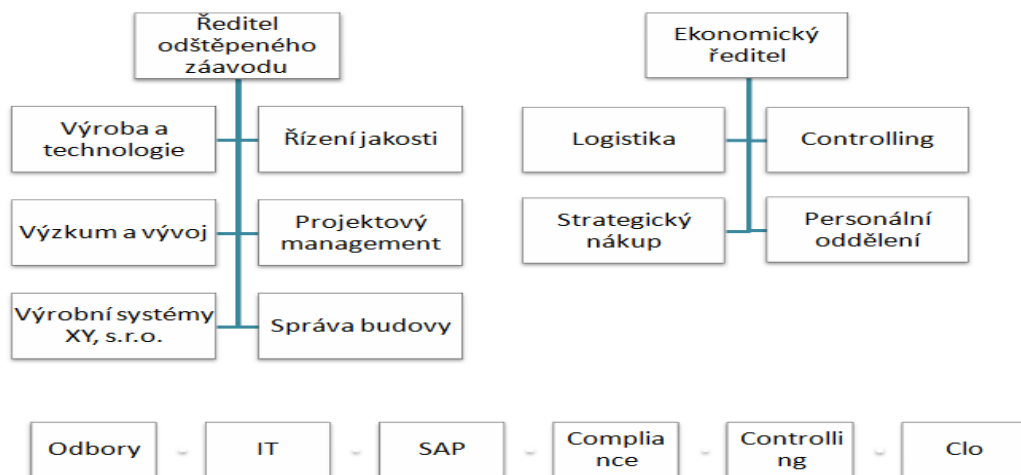 Ředitel
odštěpeného
záavodu
Výroba a
technologie
Řízení jakosti
Výzkum a vývoj
Projektový
management
Výrobní systémy
XY, s.r.o.
Správa budovy
Ekonomický
ředitel
Logistika
Controlling
Strategický
nákup
Personální
oddělení
Odbory
IT
SAP
Complia
nce
Controlli
ng
Clo